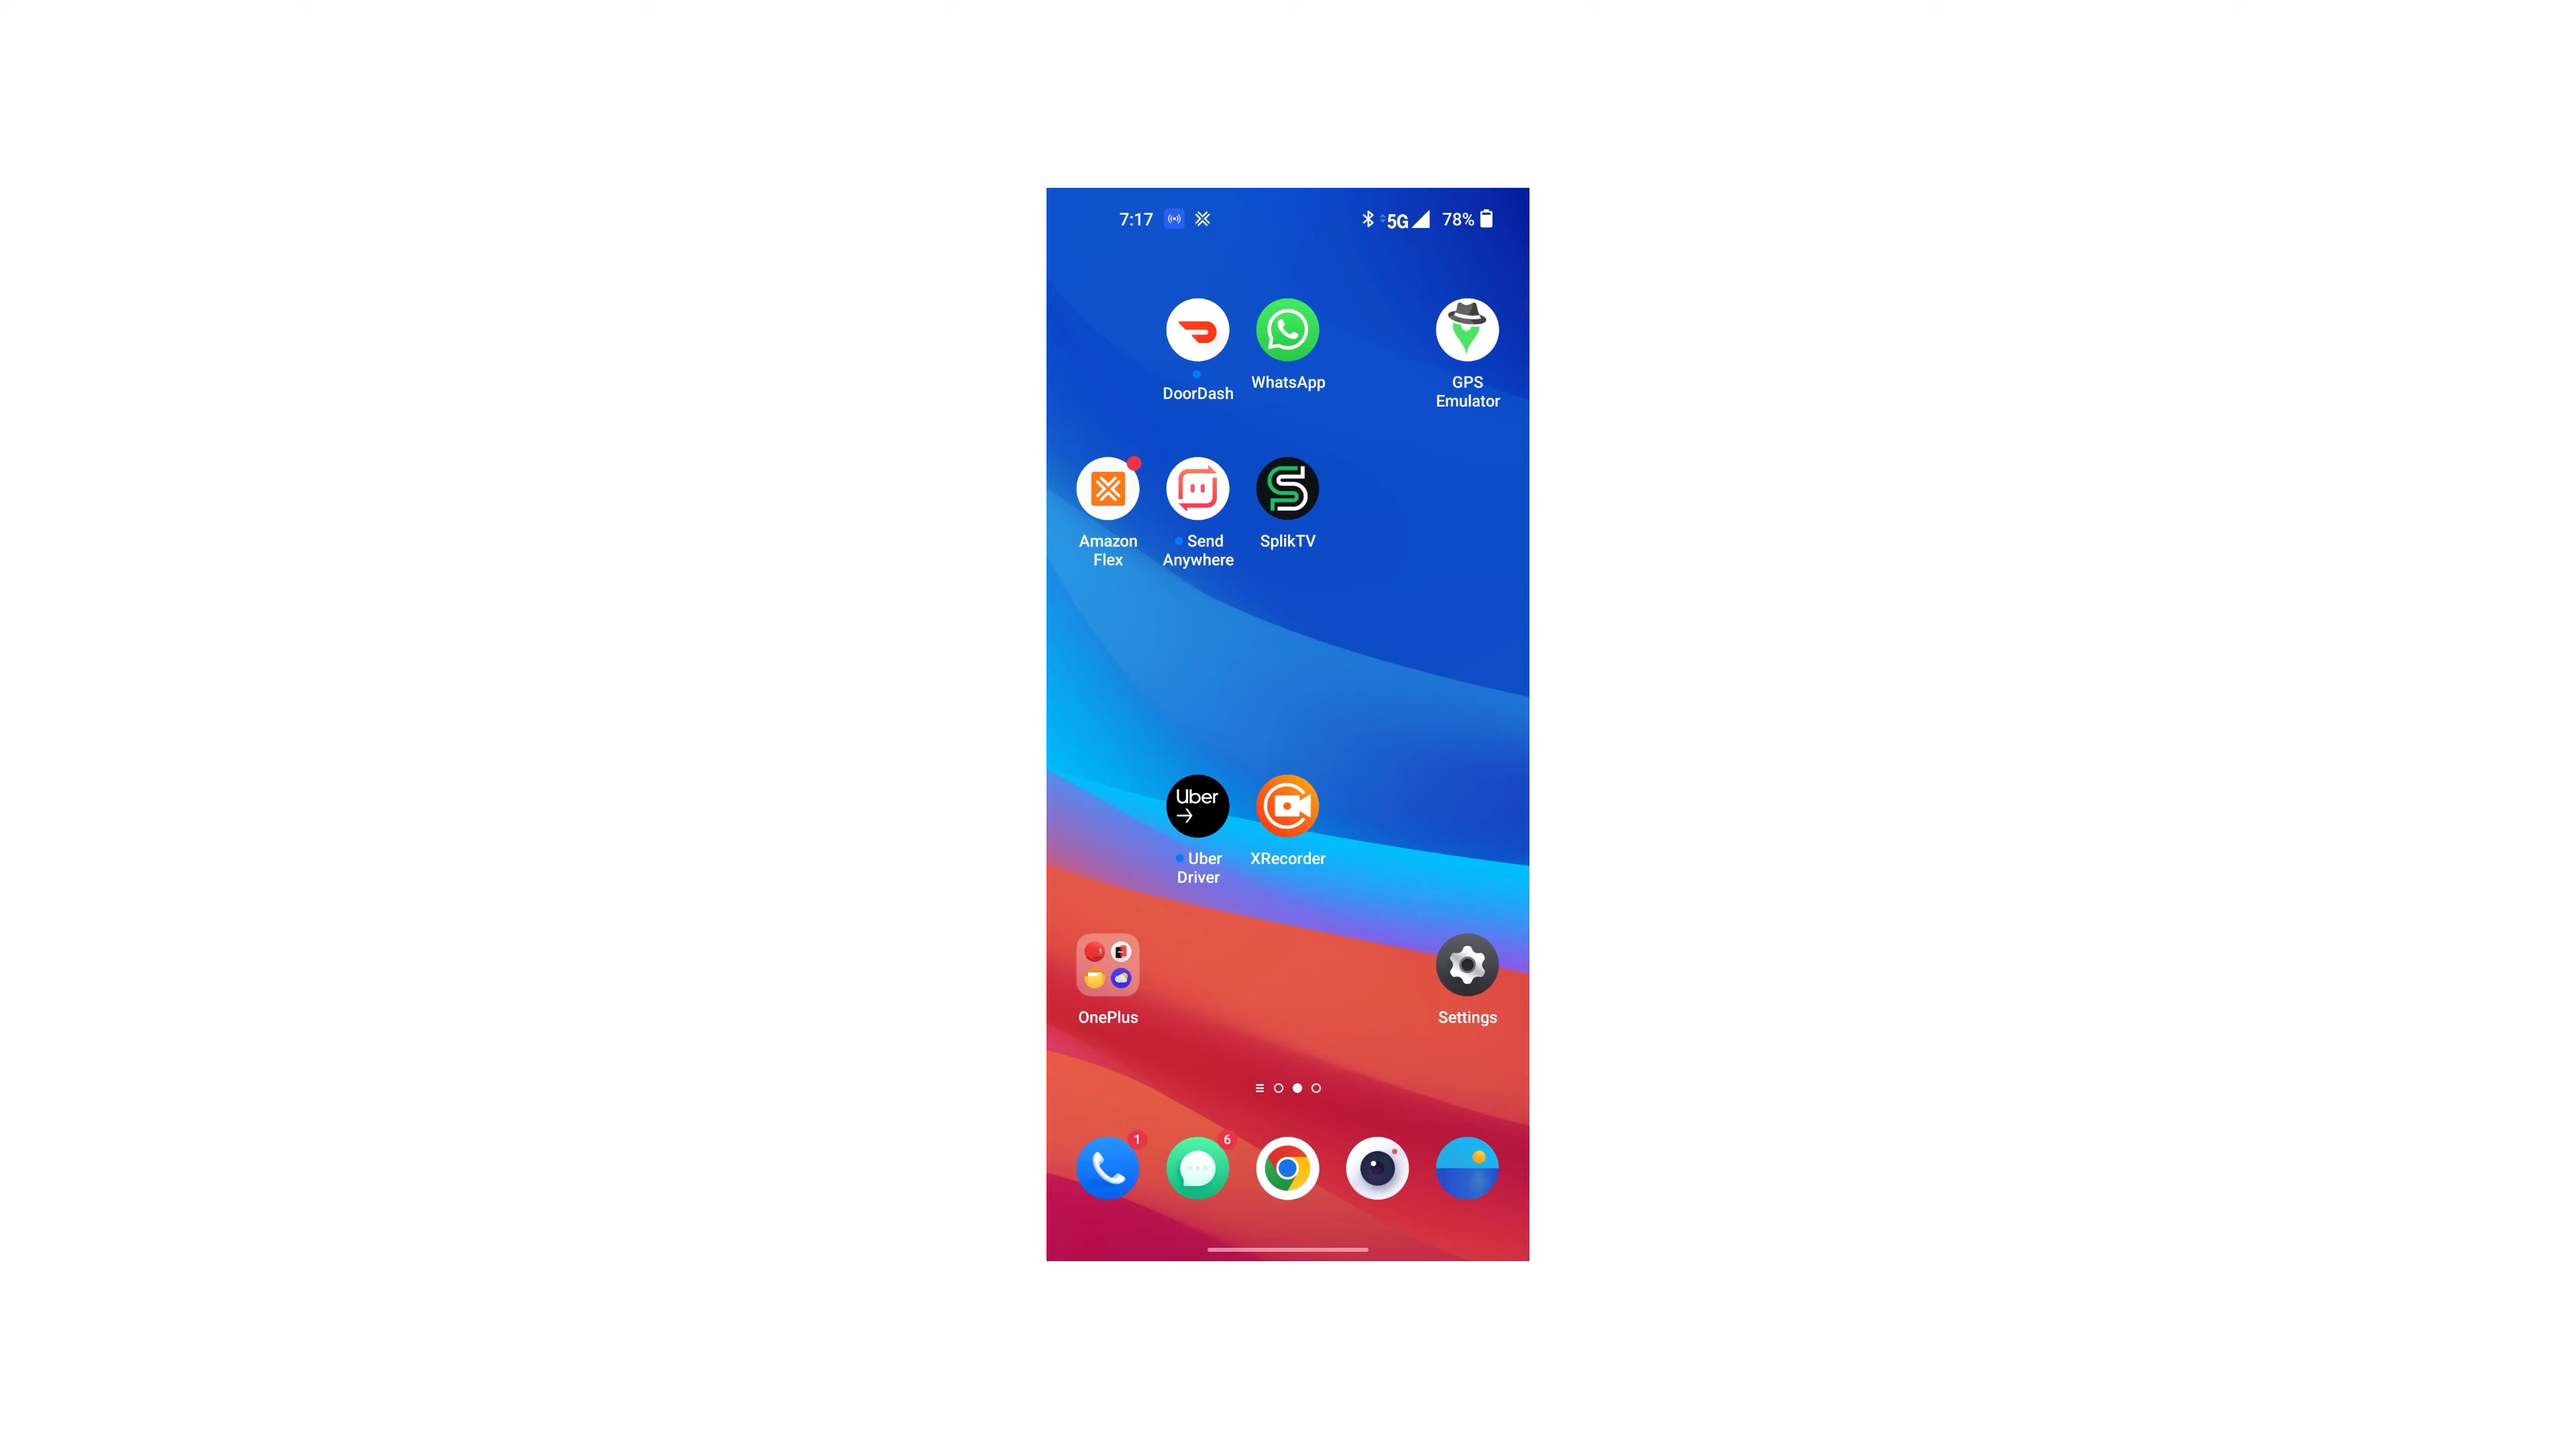 7:17 5G 78%
DoorDash WhatsApp GPS
Emulator
Amazon Send SplikTV
Flex Anywhere
Uber
Uber XRecorder
Driver
1
OnePlus Settings
1 6